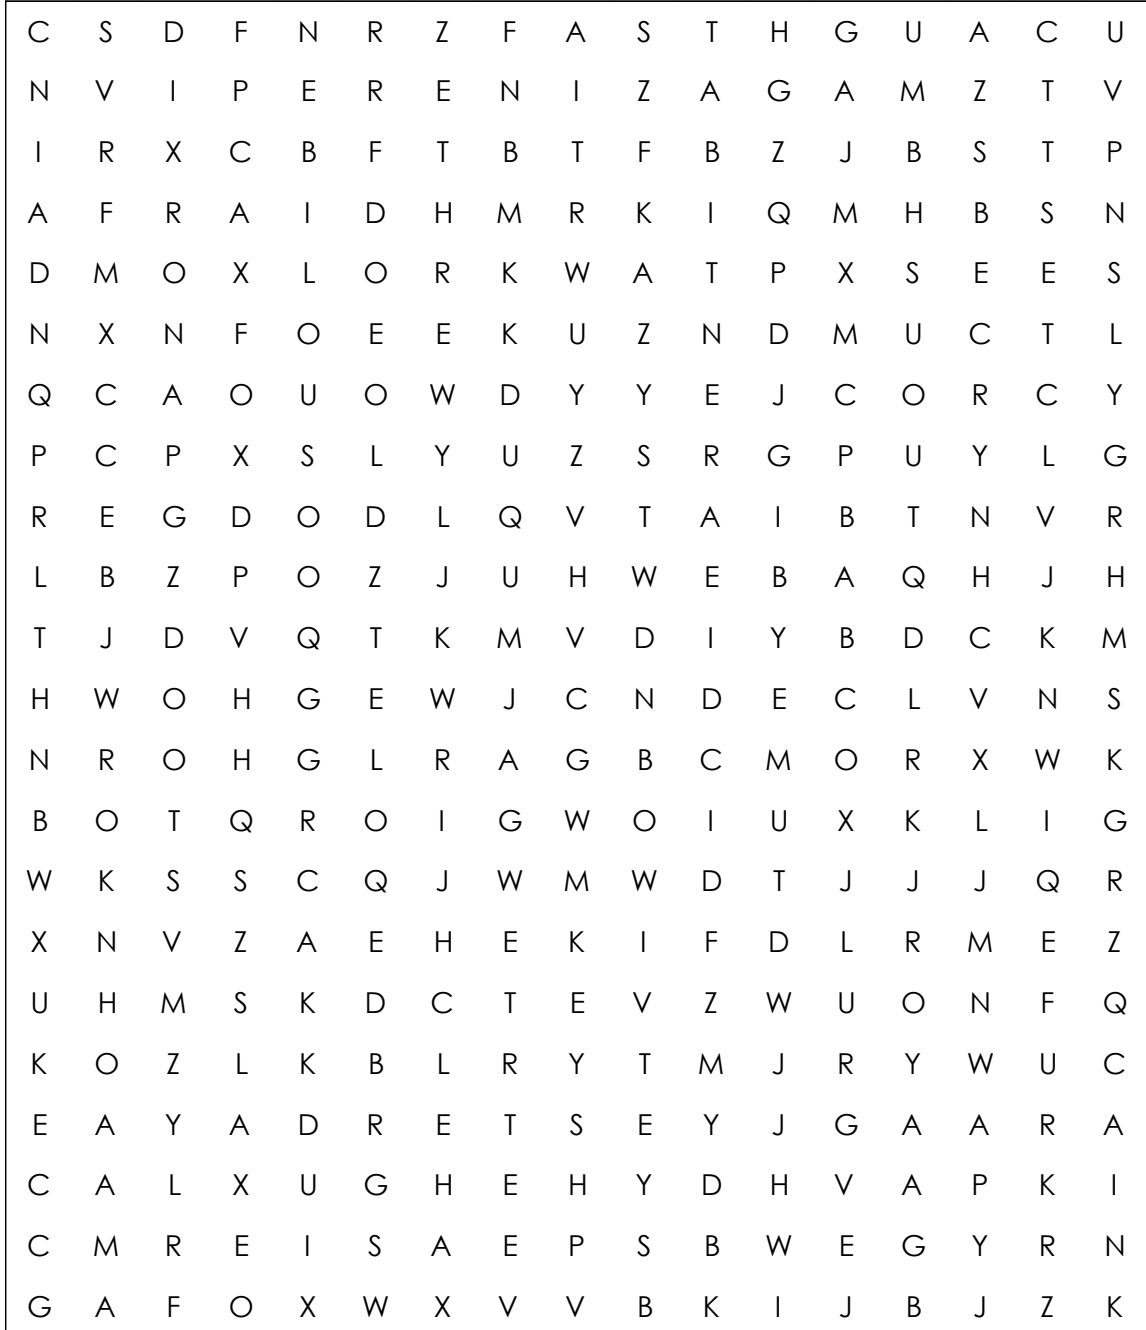 C S D F N R Z F A S T H G U A C U
N V I P E R E N I Z A G A M Z T V
I R X C B F T B T F B Z J B S T P
A F R A I D H M R K I Q M H B S N
D M O X L O R K W A T P X S E E S
N X N F O E E K U Z N D M U C T L
Q C A O U O W D Y Y E J C O R C Y
P C P X S L Y U Z S R G P U Y L G
R E G D O D L Q V T A I B T N V R
L B Z P O Z J U H W E B A Q H J H
T J D V Q T K M V D I Y B D C K M
H W O H G E W J C N D E C L V N S
N R O H G L R A G B C M O R X W K
B O T Q R O I G W O I U X K L I G
W K S S C Q J W M W D T J J J Q R
X N V Z A E H E K I F D L R M E Z
U H M S K D C T E V Z W U O N F Q
K O Z L K B L R Y T M J R Y W U C
E A Y A D R E T S E Y J G A A R A
C A L X U G H E H Y D H V A P K I
C M R E I S A E P S B W E G Y R N
G A F O X W X V V B K I J B J Z K